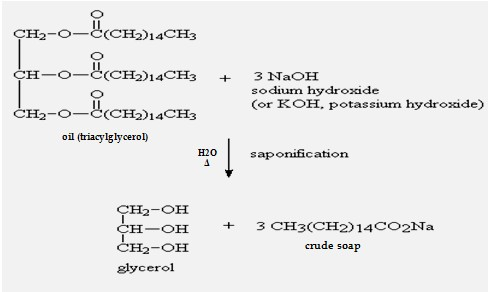 O
CH2-O-C(CH2)14CH3
O
CH-O-C(CH2)14CH3 + 3 NaOH
sodium hydroxide
(or KOH, potassium hydroxide)
O
CH2-O-C(CH2)14CH3
oil (triacylglycerol)
H2O
Δ
saponification
CH2-OH
CH-OH + 3 CH3(CH2)14CO2Na
CH2-OH
crude soap
glycerol